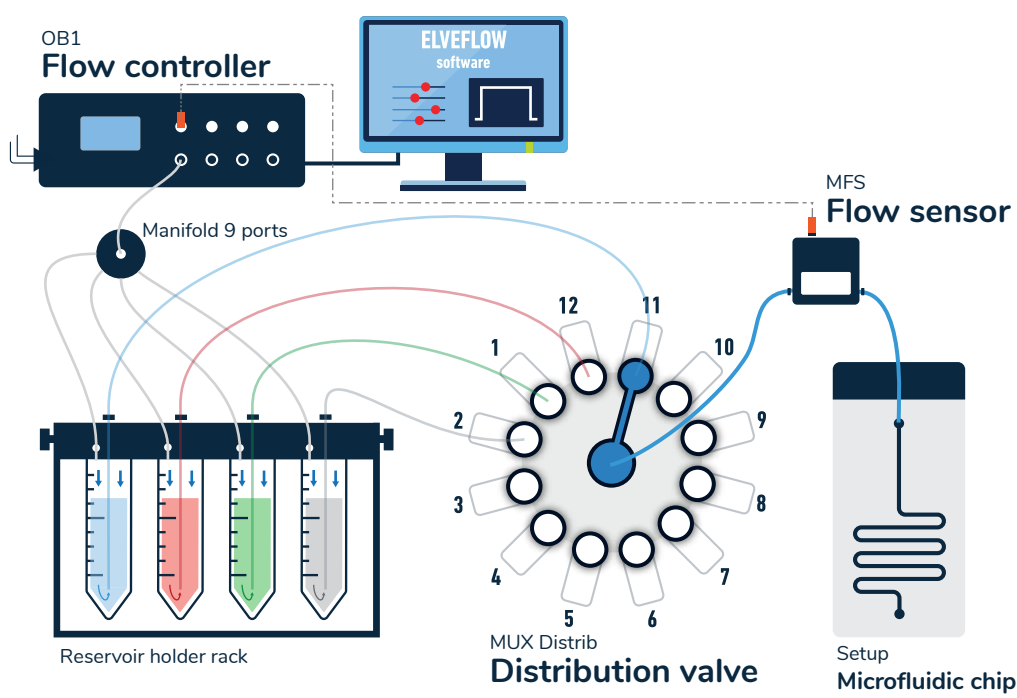 OB1
Flow controller
ELVEFLOW
software
MFS
Flow sensor
Manifold 9 ports
12
11
1
10
2
9
3
8
4
7
5
6
MUX Distrib
Distribution valve
Reservoir holder rack
Setup
Microfluidic chip